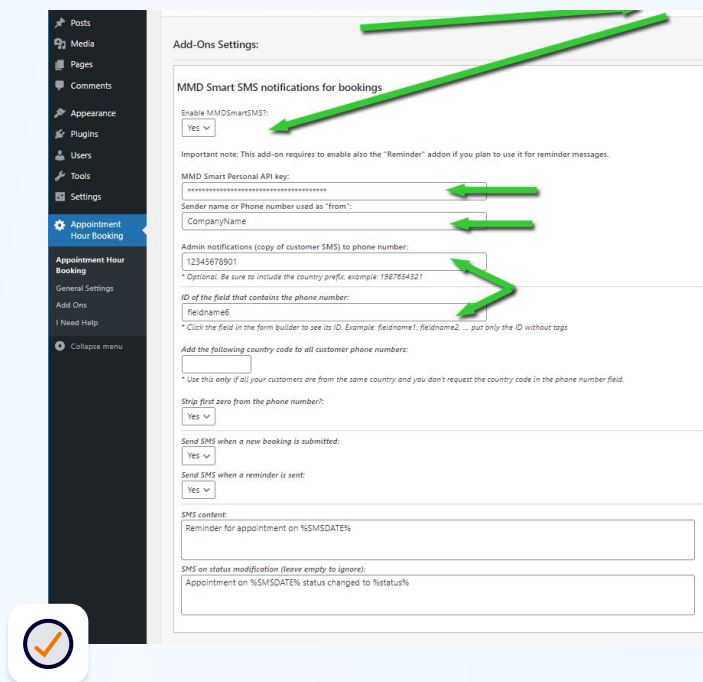 Posts
Media
Pages
Comments
Appearance
Plugins
Users
Tools
Settings
Appointment
Hour Booking
Appointment Hour
Booking
General Settings
Add Ons
I Need Help
Collapse menu
Add-Ons Settings:
MMD Smart SMS notifications for bookings
Enable MMDSmartSMS?:
Yes
Important note: This add-on requires to enable also the "Reminder" addon if you plan to use it for reminder messages.
MMD Smart Personal API key:
****************************************
Sender name or Phone number used as "from":
CompanyName
Admin notifications (copy of customer SMS) to phone number:
12345678901
* Optional. Be sure to include the country prefix, example: 1987654321
ID of the field that contains the phone number:
fieldname6
* Click the field in the form builder to see its ID. Example: fieldname1, fieldname2, .... put only the ID without tags
Add the following country code to all customer phone numbers:
* Use this only if all your customers are from the same country and you don't request the country code in the phone number field.
Strip first zero from the phone number?:
Yes
Send SMS when a new booking is submitted:
Yes
Send SMS when a reminder is sent:
Yes
SMS content:
Reminder for appointment on %SMSDATE%
SMS on status modification (leave empty to ignore):
Appointment on %SMSDATE% status changed to %status%